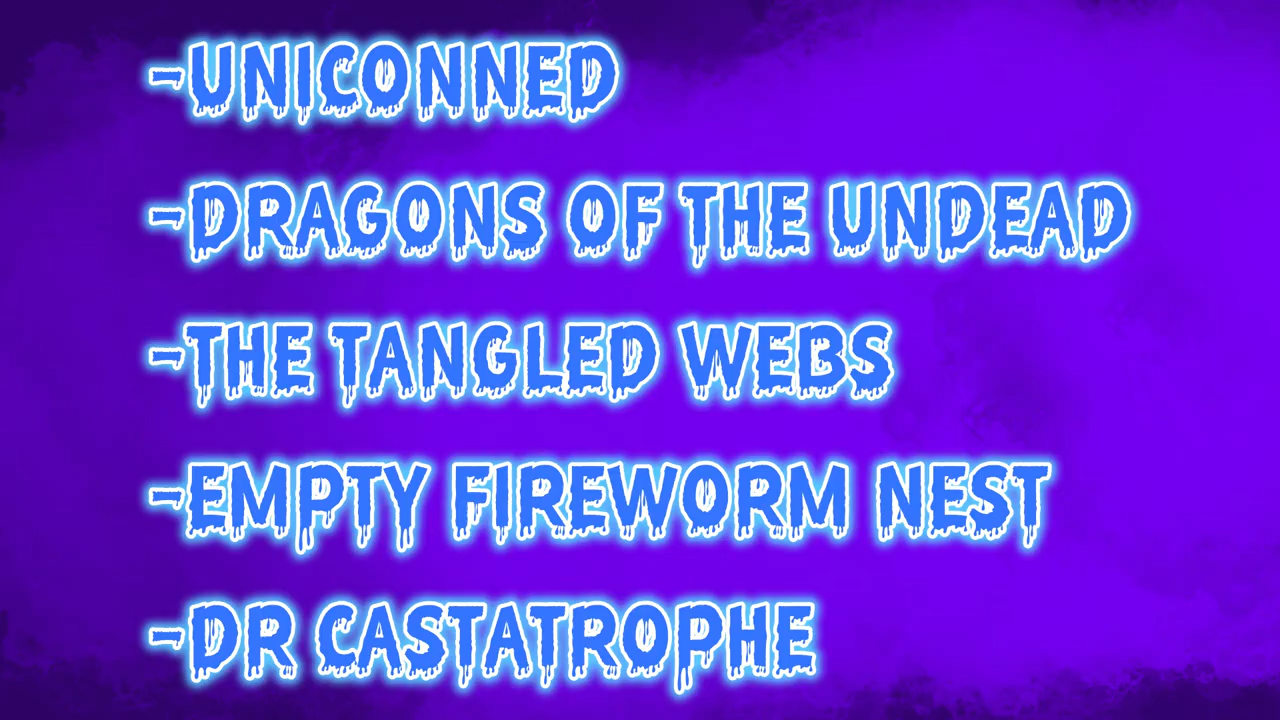 -UNICONNED
-DRAGONS OF THE UNDEAD
-THE TANGLED WEBS
-EMPTY FIREWORM NEST
-DR CASTATROPHE